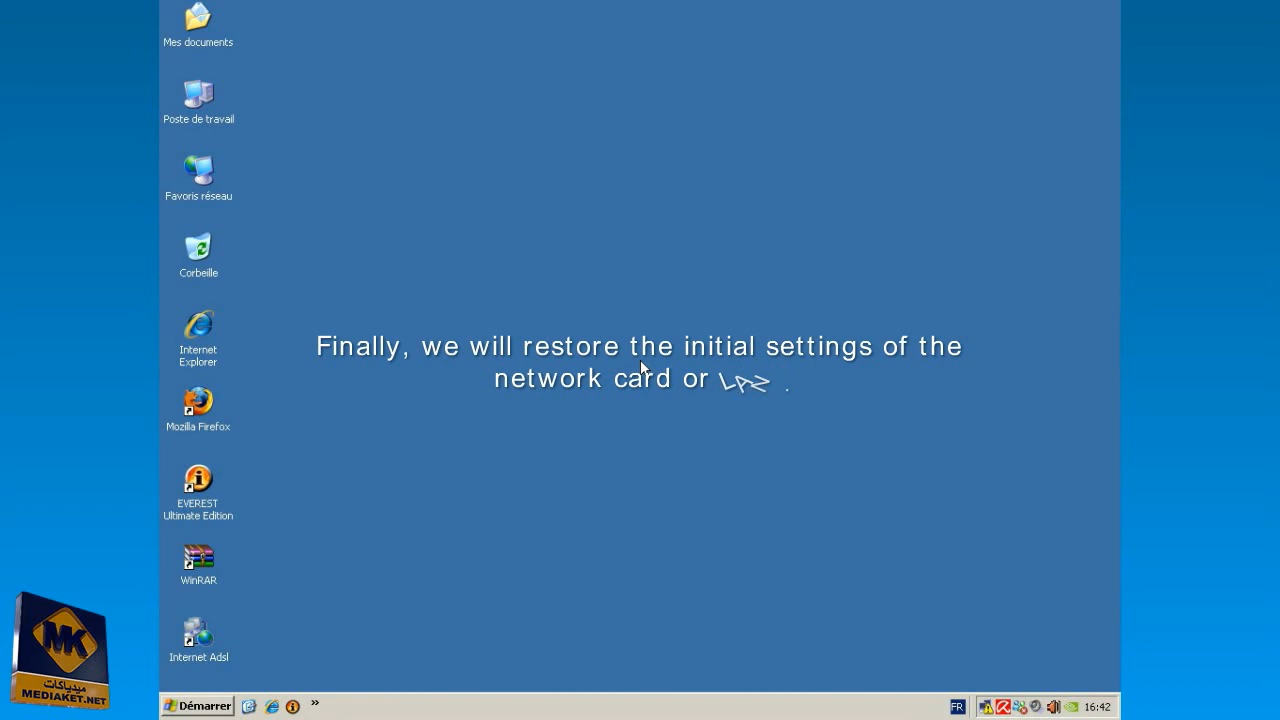 Mes documents
Poste de travail
Favoris réseau
Corbeille
Internet
Explorer
Mozilla Firefox
EVEREST
Ultimate Edition
WinRAR
Internet Adsl
Finally, we will restore the initial settings of the
network card or LAN .
MK
ميدياكات
MEDIAKET.NET
Démarrer
»
FR
16:42